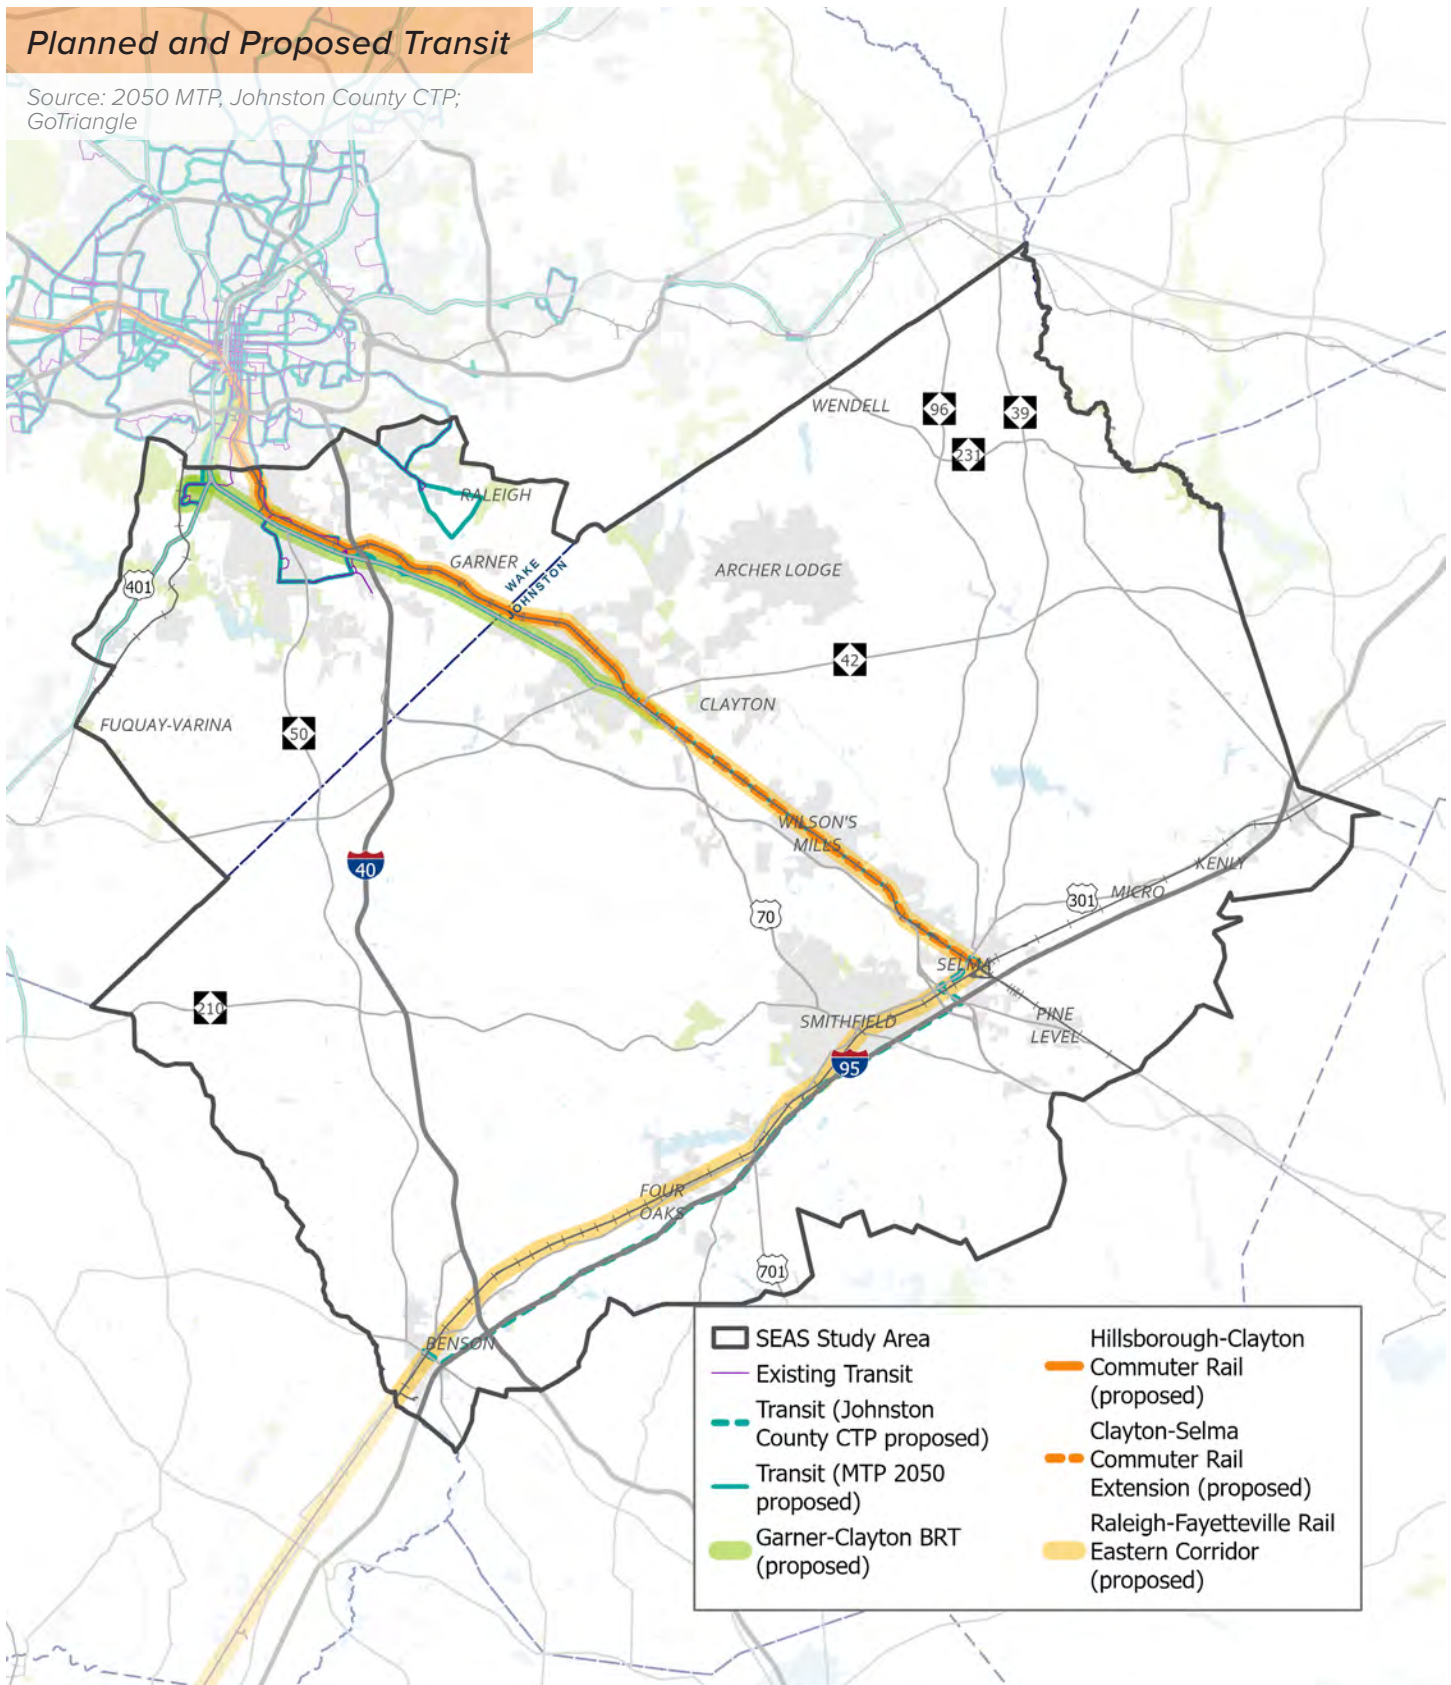 Planned and Proposed Transit
Source: 2050 MTP, Johnston County CTP;
GoTriangle
WENDELL
96
39
231
RALEIGH
GARNER
WAKE
JOHNSTON
ARCHER LODGE
401
42
CLAYTON
FUQUAY-VARINA
50
WILSON'S
MILLS
40
KENLY
MICRO
301
70
SELMA
210
PINE
LEVEL
SMITHFIELD
95
FOUR
OAKS
701
BENSON
SEAS Study Area
Existing Transit
Transit (Johnston
County CTP proposed)
Transit (MTP 2050
proposed)
Garner-Clayton BRT
(proposed)
Hillsborough-Clayton
Commuter Rail
(proposed)
Clayton-Selma
Commuter Rail
Extension (proposed)
Raleigh-Fayetteville Rail
Eastern Corridor
(proposed)